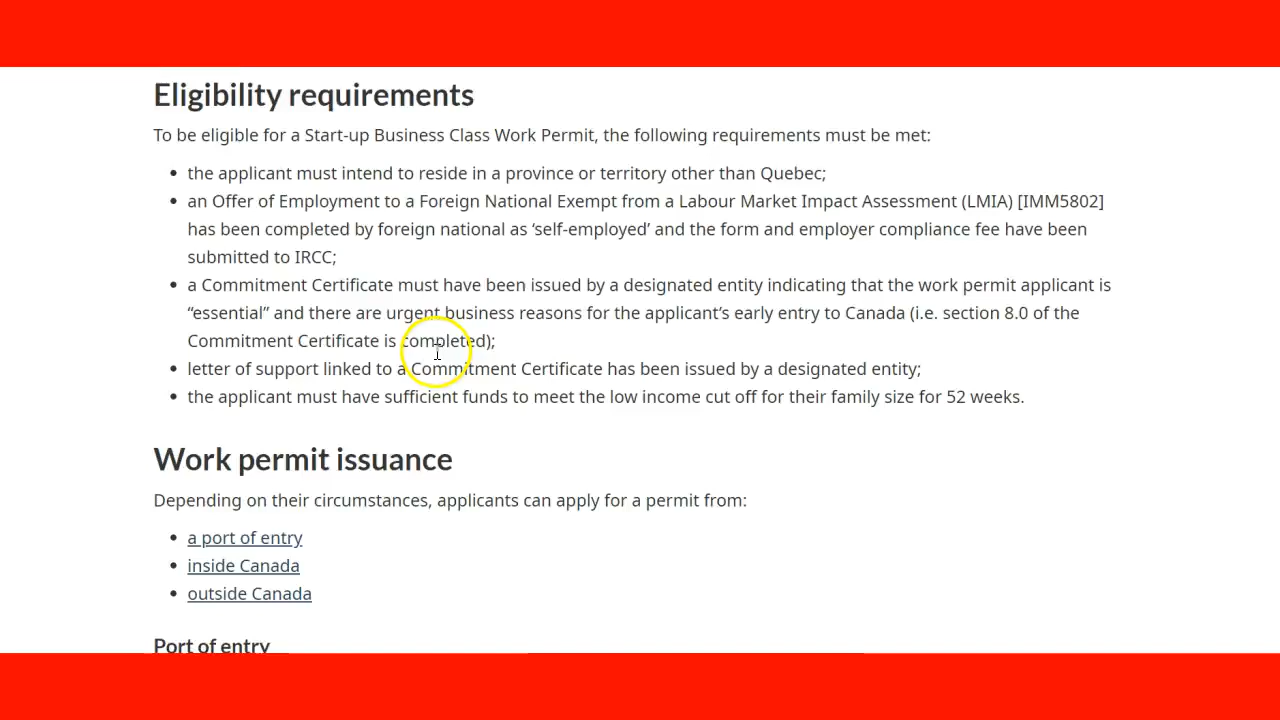 Eligibility requirements
To be eligible for a Start-up Business Class Work Permit, the following requirements must be met:
• the applicant must intend to reside in a province or territory other than Quebec;
• an Offer of Employment to a Foreign National Exempt from a Labour Market Impact Assessment (LMIA) [IMM5802]
has been completed by foreign national as ‘self-employed’ and the form and employer compliance fee have been
submitted to IRCC;
• a Commitment Certificate must have been issued by a designated entity indicating that the work permit applicant is
“essential” and there are urgent business reasons for the applicant’s early entry to Canada (i.e. section 8.0 of the
Commitment Certificate is completed);
• letter of support linked to a Commitment Certificate has been issued by a designated entity;
• the applicant must have sufficient funds to meet the low income cut off for their family size for 52 weeks.
Work permit issuance
Depending on their circumstances, applicants can apply for a permit from:
• a port of entry
• inside Canada
• outside Canada
Port of entry